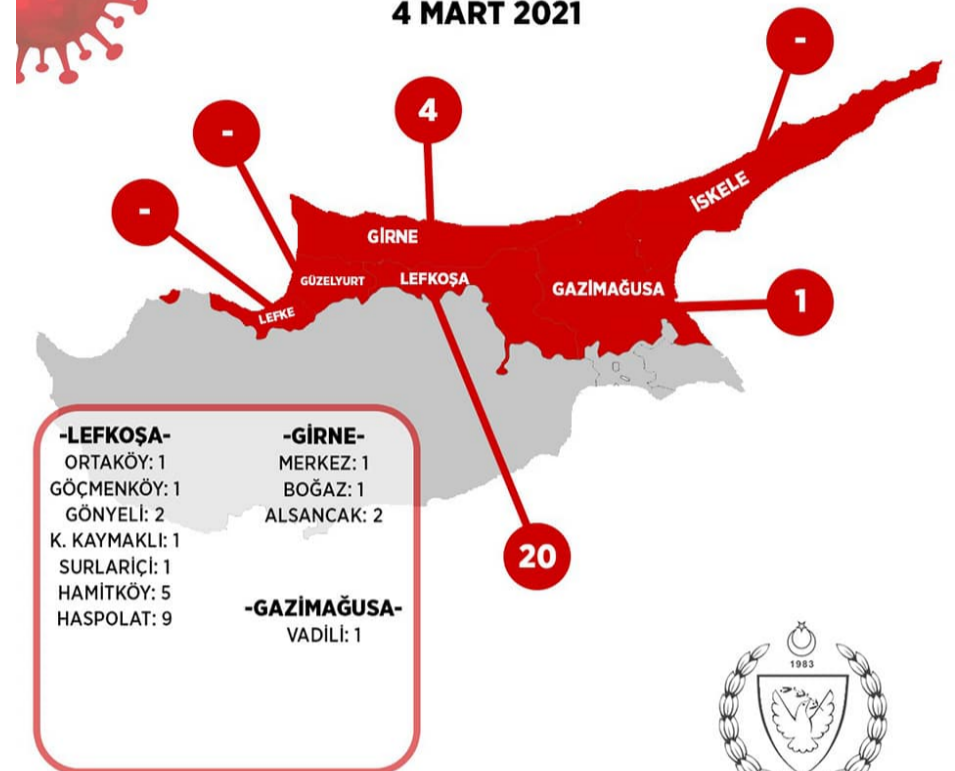 4 MART 2021
-
4
-
-
İSKELE
GİRNE
GÜZELYURT
LEFKOŞA
GAZİMAĞUSA
LEFKE
1
20
-LEFKOŞA-
ORTAKÖY: 1
GÖÇMENKÖY: 1
GÖNYELİ: 2
K. KAYMAKLI: 1
SURLARİÇİ: 1
HAMİTKÖY: 5
HASPOLAT: 9
-GİRNE-
MERKEZ: 1
BOĞAZ: 1
ALSANCAK: 2
-GAZİMAĞUSA-
VADİLİ: 1
1983